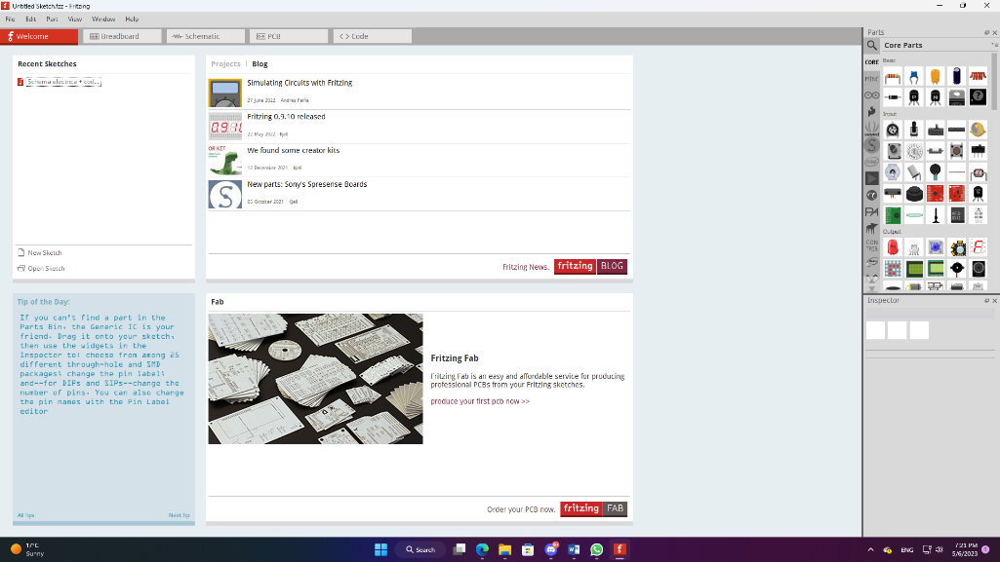 Untitled Sketch.fzz - Fritzing
File Edit Part View Window Help
Welcome Breadboard Schematic PCB Code
Parts
Core Parts
CORE
MINE
Basic
Input
Output
CON
TRIB
Inspector
Recent Sketches
Schema electrica + cod...
New Sketch
Open Sketch
Projects | Blog
Simulating Circuits with Fritzing
27 June 2022
Fritzing 0.9.10 released
22 May 2022 Kjell
We found some creator kits
OR KIT
12 December 2021 Kjell
New parts: Sony's Spresense Boards
05 October 2021 Kjell
Fritzing News. fritzing BLOG
Tip of the Day:
If you can't find a part in the
Parts Bin, the Generic IC is your
friend. Drag it onto your sketch,
then use the widgets in the
Inspector to: choose from among 25
different through-hole and SMD
packages; change the pin label;
and--for DIPs and SIPs--change the
number of pins. You can also change
the pin names with the Pin Label
editor
All Tips Next Tip
Fab
Fritzing Fab
Fritzing Fab is an easy and affordable service for producing
professional PCBs from your Fritzing sketches.
produce your first pcb now >>
Order your PCB now. fritzing FAB
17°C
Sunny
Search
ENG
7:21 PM
5/6/2023